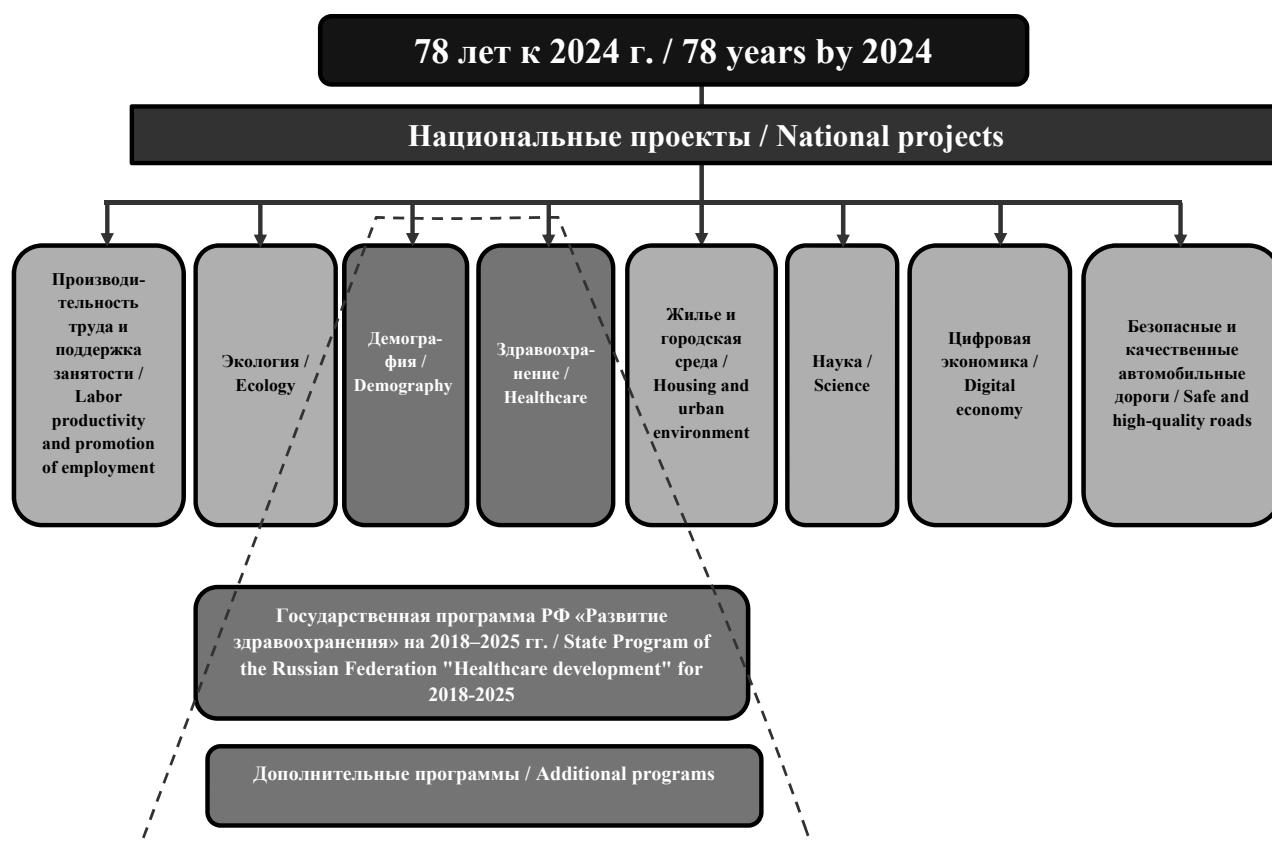 78 лет к 2024 г. / 78 years by 2024
Национальные проекты / National projects
Производи-
тельность
труда и
поддержка
занятости /
Labor
productivity
and promotion
of employment
Экология /
Ecology
Демогра-
фия /
Demography
Здравоохра-
нение /
Healthcare
Жилье и
городская
среда /
Housing and
urban
environment
Наука /
Science
Цифровая
экономика /
Digital
economy
Безопасные и
качественные
автомобильные
дороги / Safe and
high-quality roads
Государственная программа РФ «Развитие
здравоохранения» на 2018–2025 гг. / State Program of
the Russian Federation "Healthcare development" for
2018-2025
Дополнительные программы / Additional programs